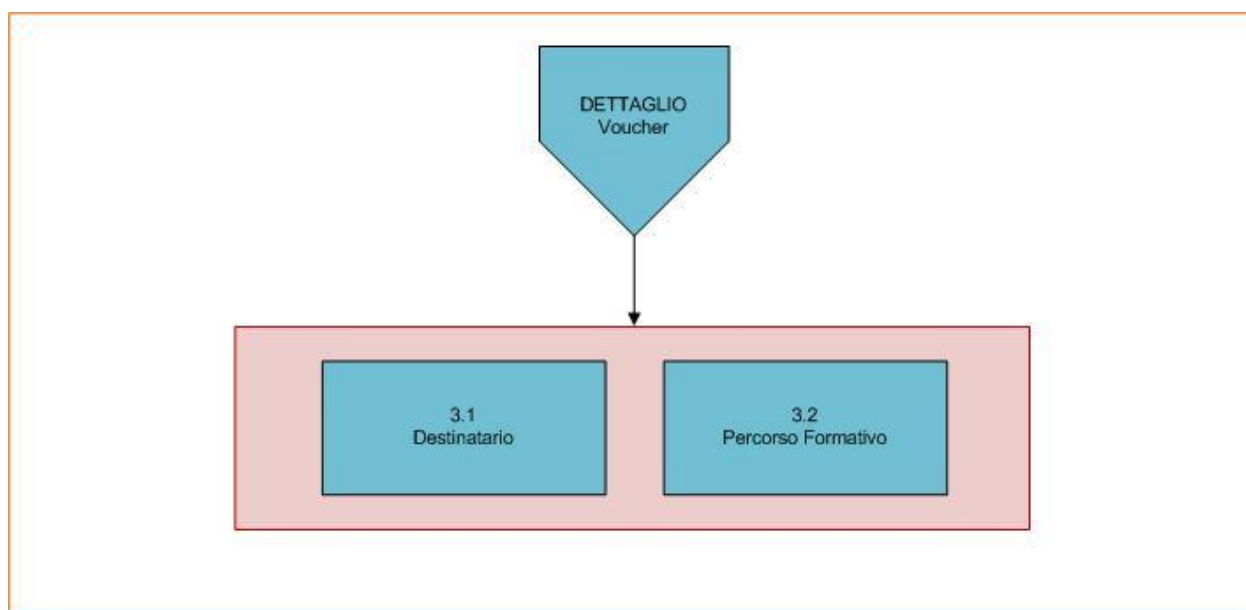 DETTAGLIO
Voucher
3.1
Destinatario
3.2
Percorso Formativo